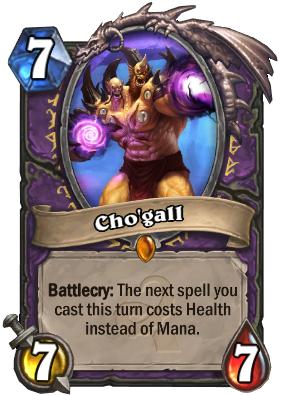 7
Cho'gall
Battlecry: The next spell you
cast this turn costs Health
instead of Mana.
7
7